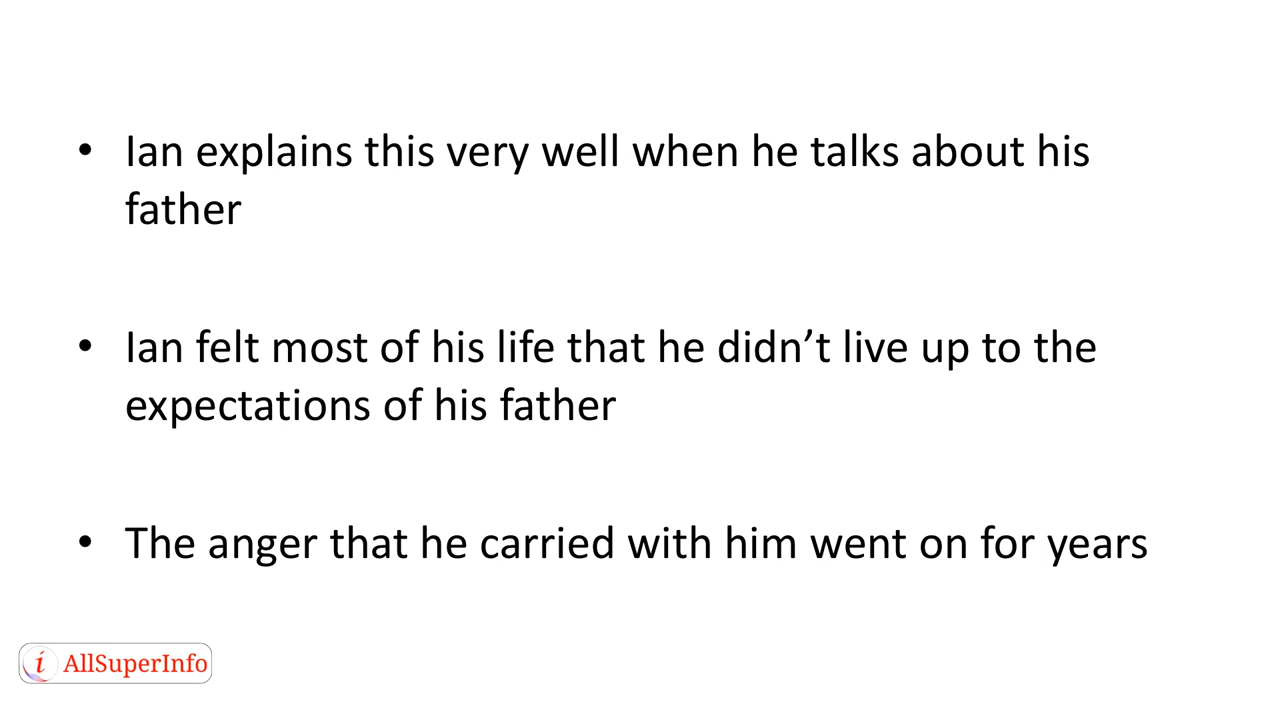 • Ian explains this very well when he talks about his
father
• Ian felt most of his life that he didn’t live up to the
expectations of his father
• The anger that he carried with him went on for years
i AllSuperInfo